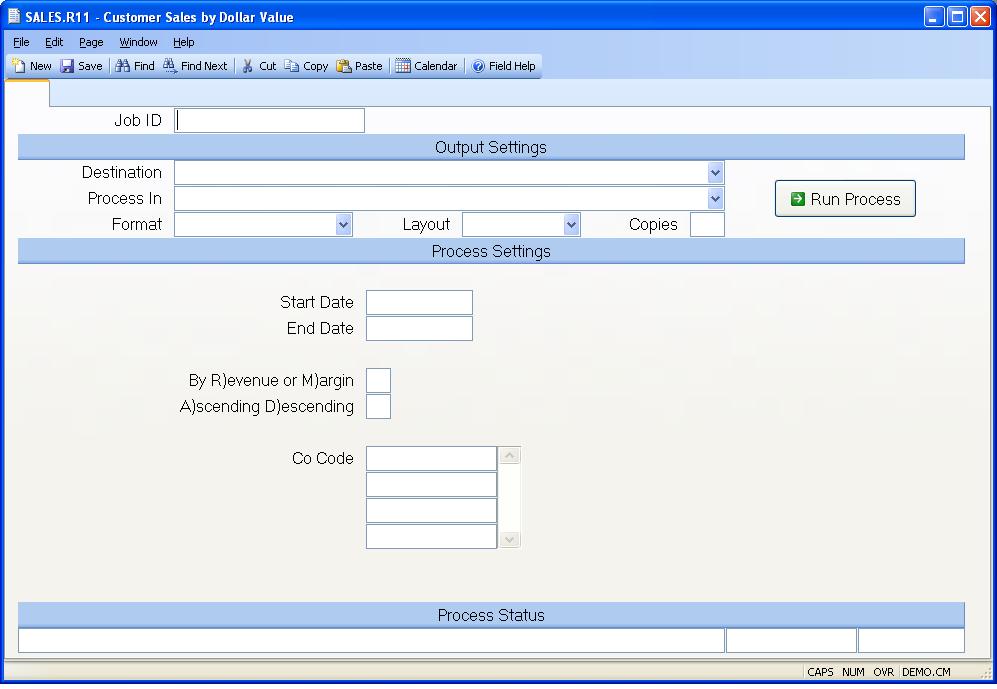 SALES.R11 - Customer Sales by Dollar Value
File Edit Page Window Help
New Save Find Find Next Cut Copy Paste Calendar Field Help
Job ID
Output Settings
Destination
Process In
Run Process
Format Layout Copies
Process Settings
Start Date
End Date
By R)evenue or M)argin
A)scending D)escending
Co Code
Process Status
CAPS NUM OVR DEMO.CM